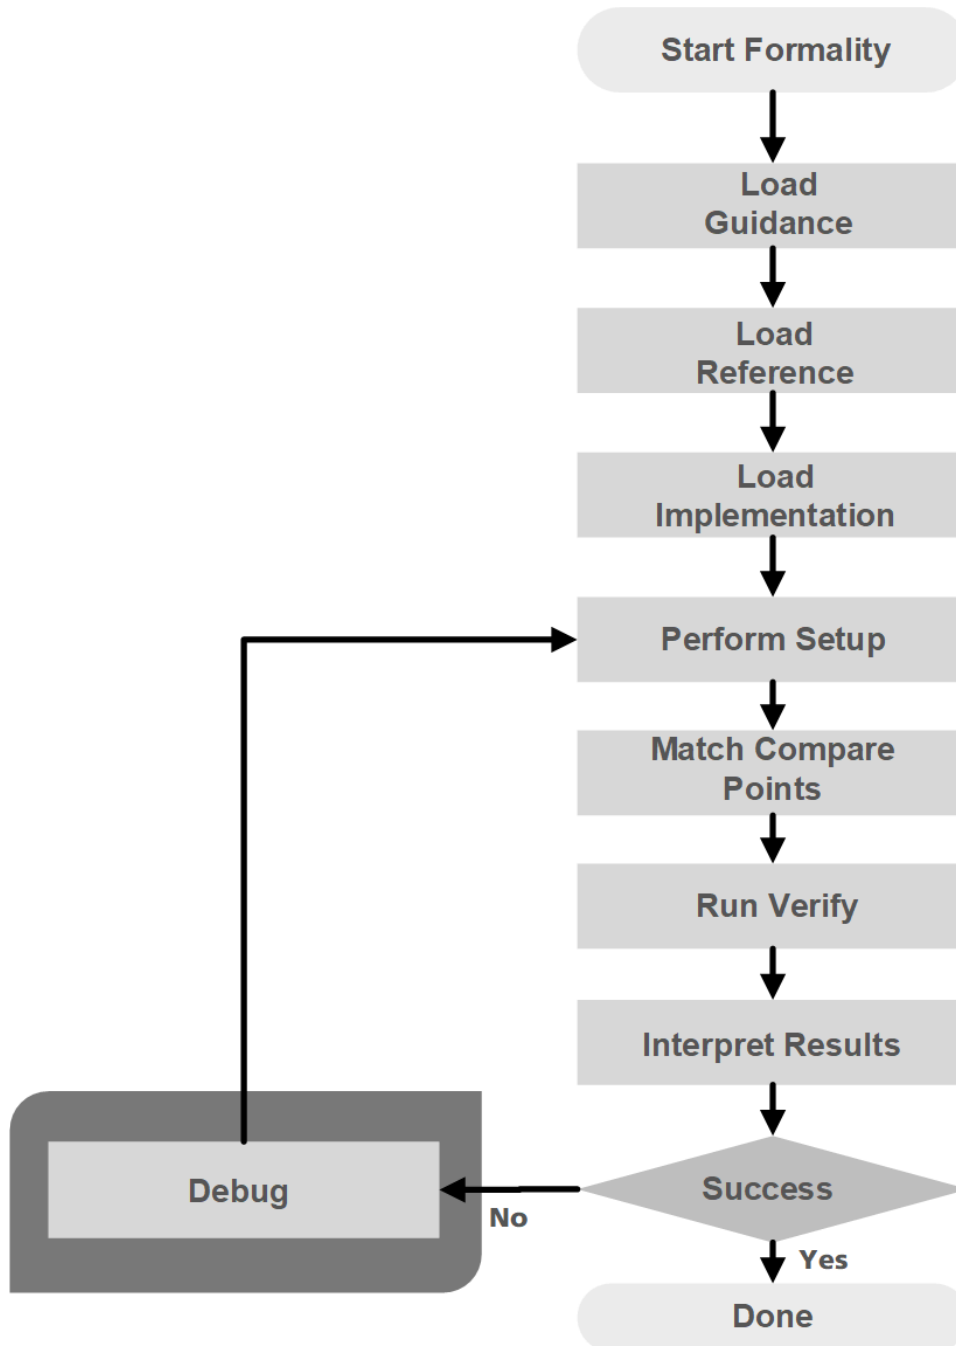 Start Formality
Load
Guidance
Load
Reference
Load
Implementation
Perform Setup
Match Compare
Points
Run Verify
Interpret Results
Success
Debug
No
Yes
Done